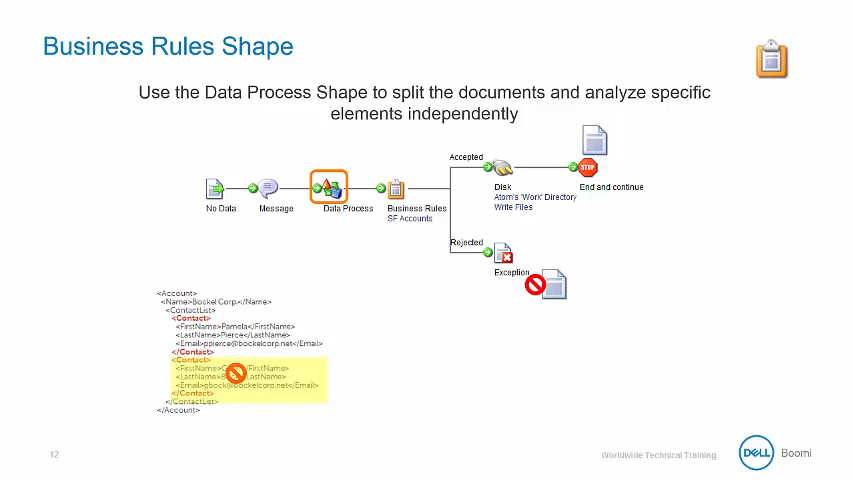 Business Rules Shape
Use the Data Process Shape to split the documents and analyze specific
elements independently
Accepted
STOP
Disk
Atom's 'Work' Directory
Write Files
End and continue
No Data
Message
Data Process
Business Rules
SF Accounts
Rejected
Exception
<Account>
<Name>Bockel Corp.</Name>
<ContactList>
<Contact>
<FirstName>Pamela</FirstName>
<LastName>Pierce</LastName>
<Email>ppierce@bockelcorp.net</Email>
</Contact>
<Contact>
<FirstName>G /FirstName>
<LastName>B LastName>
<Email>gbock@bockelcorp.net</Email>
</Contact>
</ContactList>
</Account>
12
Worldwide Technical Training
DELL
Boomi